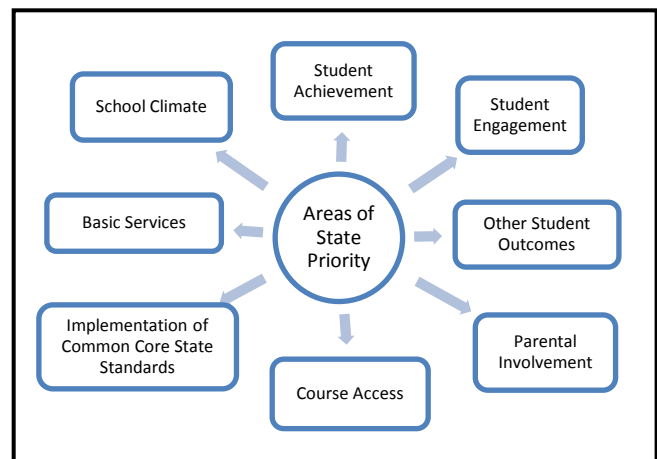 Student
Achievement
School Climate
Student
Engagement
Basic Services
Areas of
State
Priority
Other Student
Outcomes
Implementation of
Common Core State
Standards
Parental
Involvement
Course Access